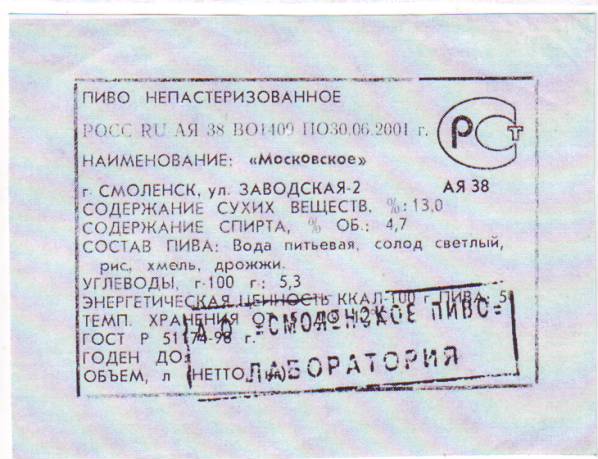 ПИВО НЕПАСТЕРИЗОВАННОЕ
РОСС RU АЯ 38 ВО1409 ПО30.06.2001 г.
РСТ
НАИМЕНОВАНИЕ: «Московское»
г. СМОЛЕНСК, ул. ЗАВОДСКАЯ-2
АЯ 38
СОДЕРЖАНИЕ СУХИХ ВЕЩЕСТВ, %:13,0
СОДЕРЖАНИЕ СПИРТА, % ОБ.: 4,7
СОСТАВ ПИВА: Вода питьевая, солод светлый,
рис, хмель, дрожжи.
УГЛЕВОДЫ, г-100 г.: 5,3
ЭНЕРГЕТИЧЕСКАЯ ЦЕННОСТЬ ККАЛ-100 г ПИВА: 5
ТЕМП. ХРАНЕНИЯ ОТ
ГОСТ Р 51174-98 г.
ГОДЕН ДО:
ОБЪЕМ, л (НЕТТО
А О "СМОЛЕНСКОЕ ПИВО"
ЛАБОРАТОРИЯ